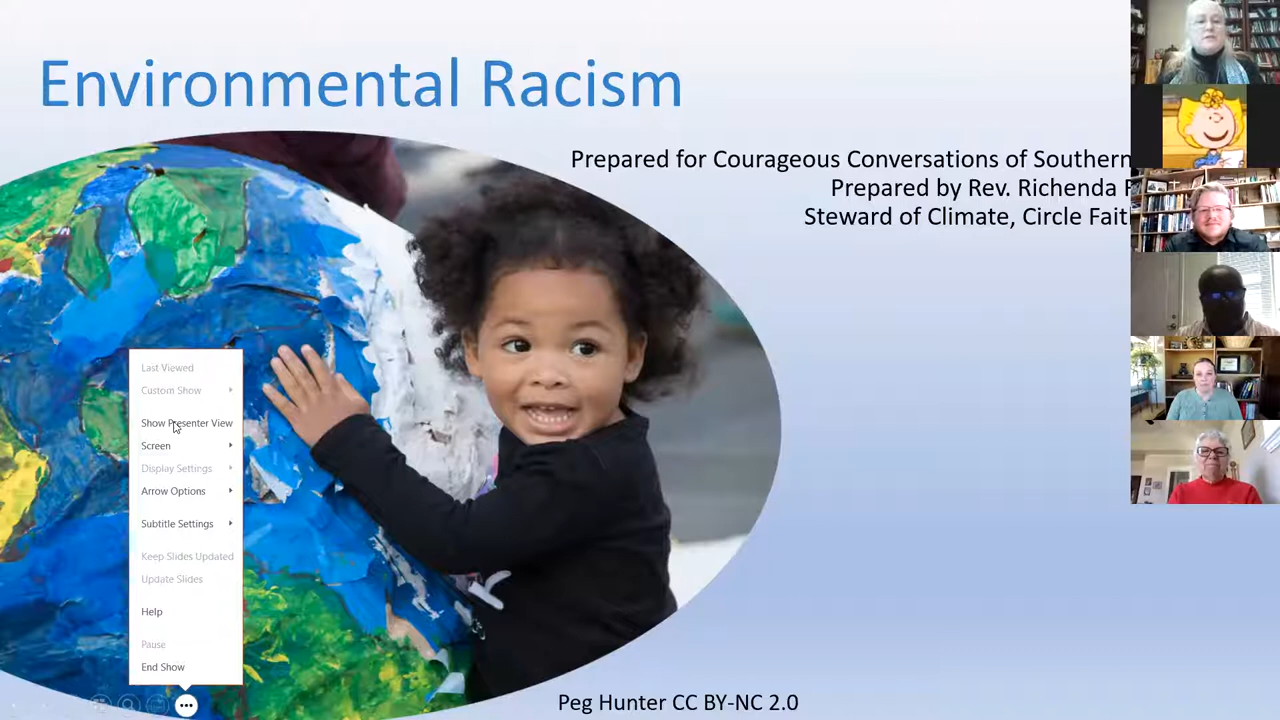 Environmental Racism
Prepared for Courageous Conversations of Southern
Prepared by Rev. Richenda
Steward of Climate, Circle
Last Viewed
Custom Show
Show Presenter View
Screen
Display Settings
Arrow Options
Subtitle Settings
Keep Slides Updated
Update Slides
Help
Pause
End Show
Peg Hunter CC BY-NC 2.0